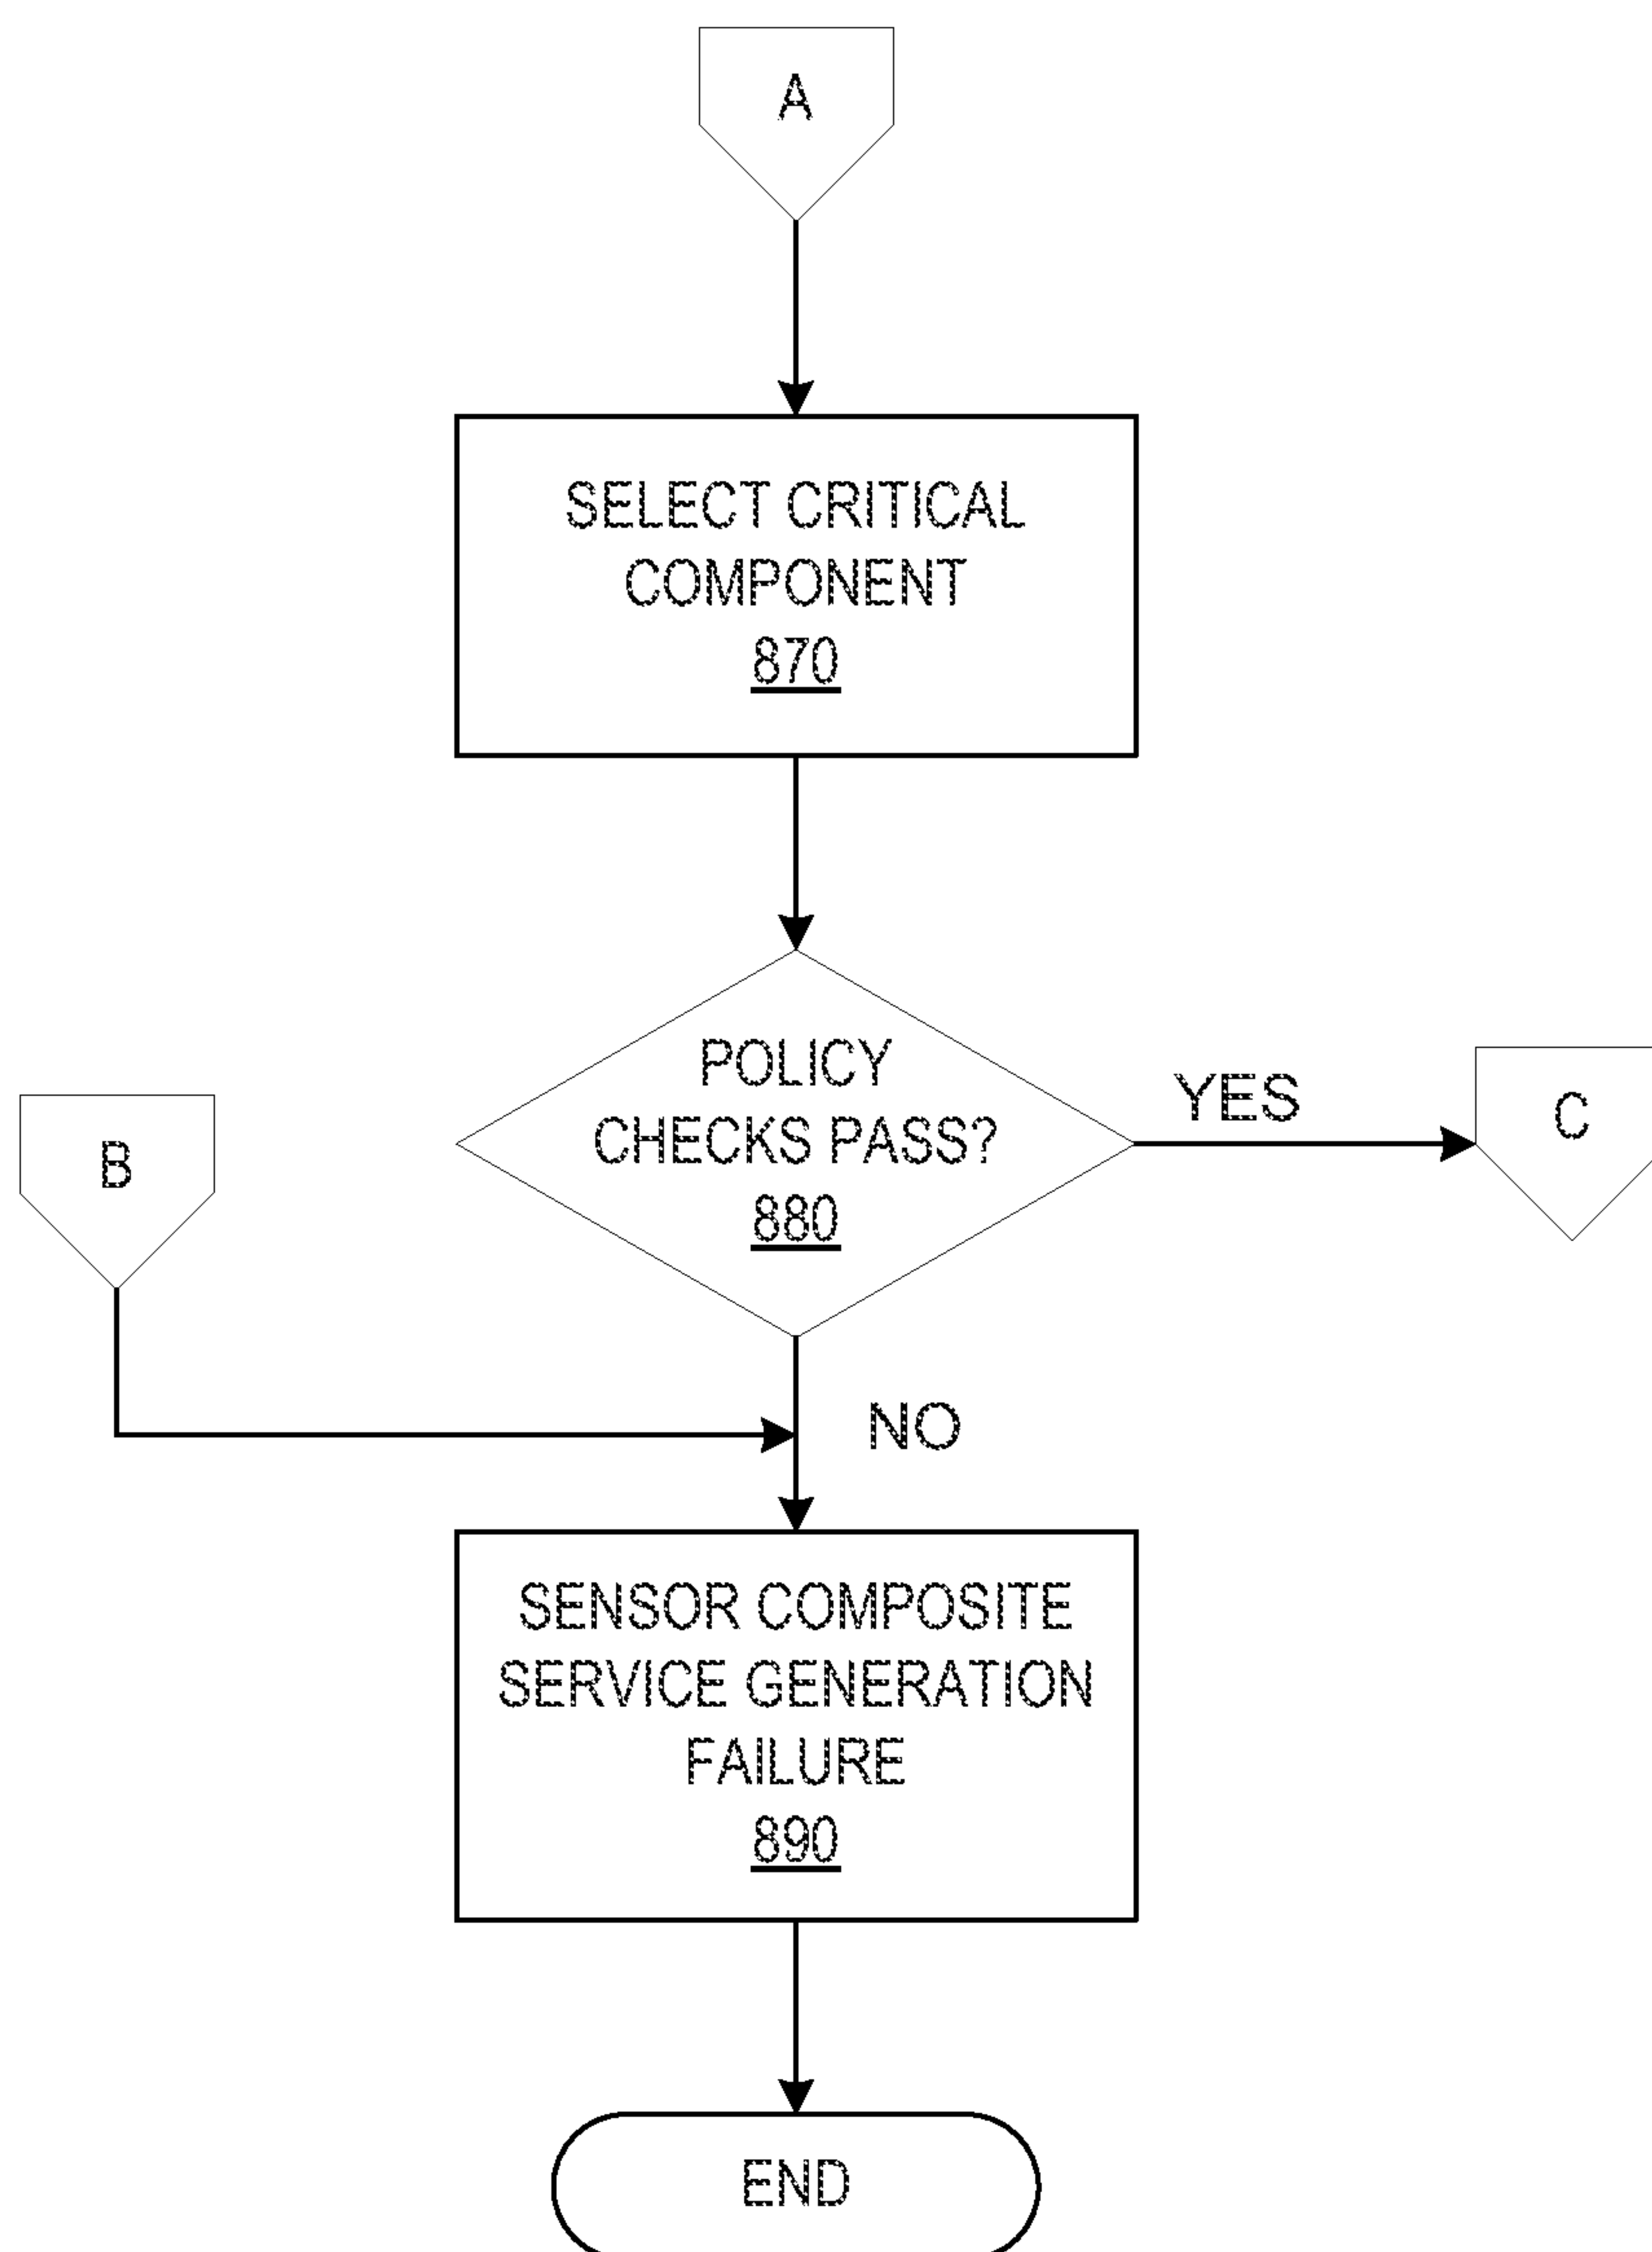 A
SELECT CRITICAL
COMPONENT
870
POLICY
CHECKS PASS?
880
YES
C
B
NO
SENSOR COMPOSITE
SERVICE GENERATION
FAILURE
890
END